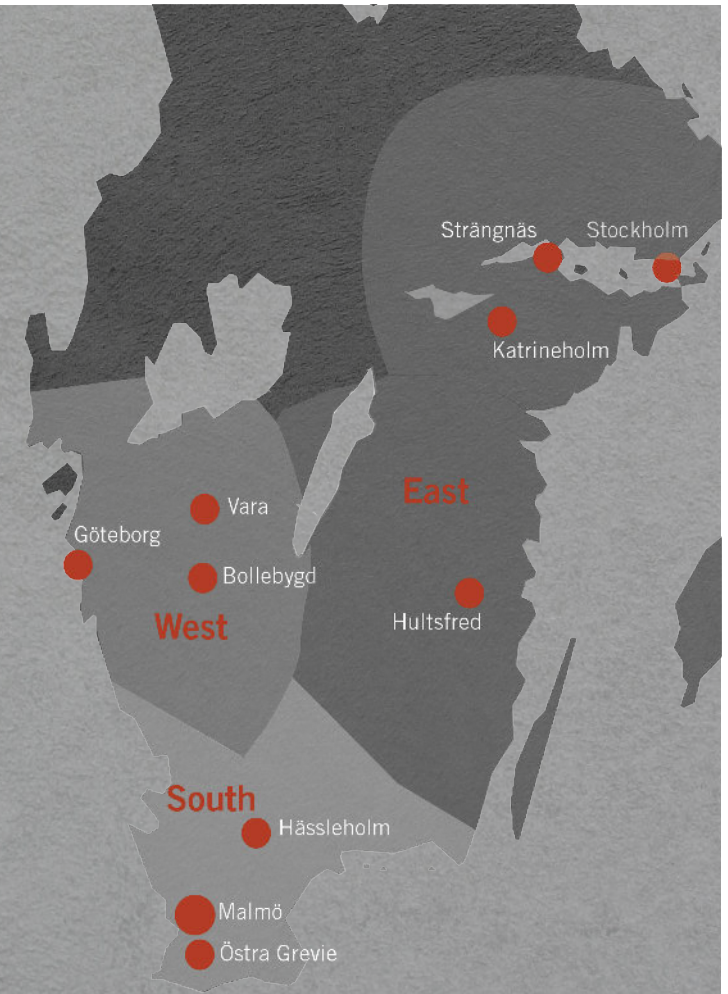 Strängnäs
Stockholm
Katrineholm
East
Vara
Göteborg
Bollebygd
West
Hultsfred
South
Hässleholm
Malmö
Östra Grevie